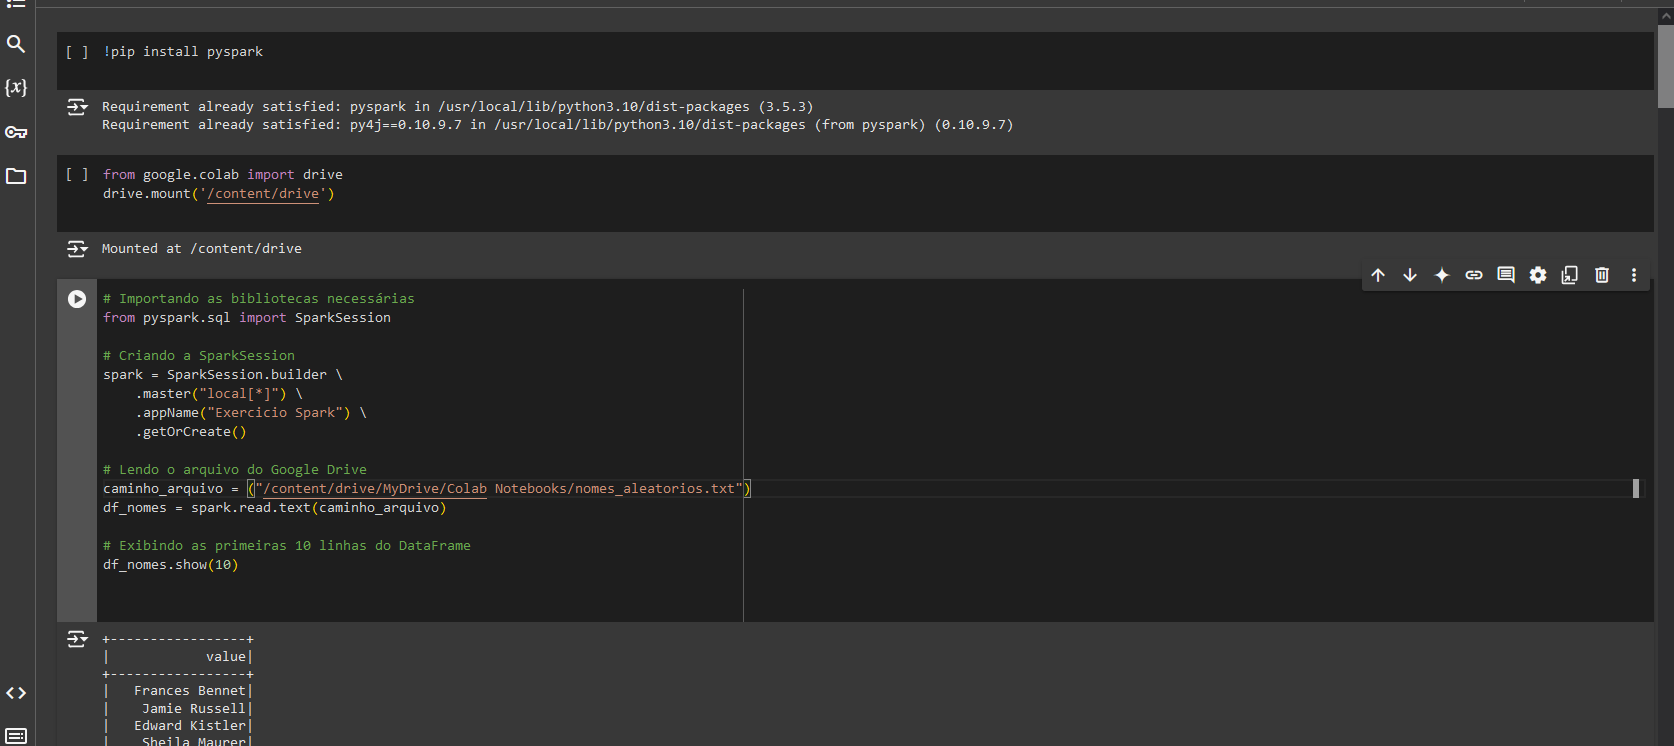 [ ] !pip install pyspark
Requirement already satisfied: pyspark in /usr/local/lib/python3.10/dist-packages (3.5.3)
Requirement already satisfied: py4j==0.10.9.7 in /usr/local/lib/python3.10/dist-packages (from pyspark) (0.10.9.7)
[ ] from google.colab import drive
drive.mount('/content/drive')
Mounted at /content/drive
# Importando as bibliotecas necessárias
from pyspark.sql import SparkSession
# Criando a SparkSession
spark = SparkSession.builder \
    .master("local[*]") \
    .appName("Exercicio Spark") \
    .getOrCreate()
# Lendo o arquivo do Google Drive
caminho_arquivo = ("/content/drive/MyDrive/Colab Notebooks/nomes_aleatorios.txt")
df_nomes = spark.read.text(caminho_arquivo)
# Exibindo as primeiras 10 linhas do DataFrame
df_nomes.show(10)
+-----------------+
|            value|
+-----------------+
|   Frances Bennet|
|    Jamie Russell|
|   Edward Kistler|
|    Sheila Maurer|
{x}